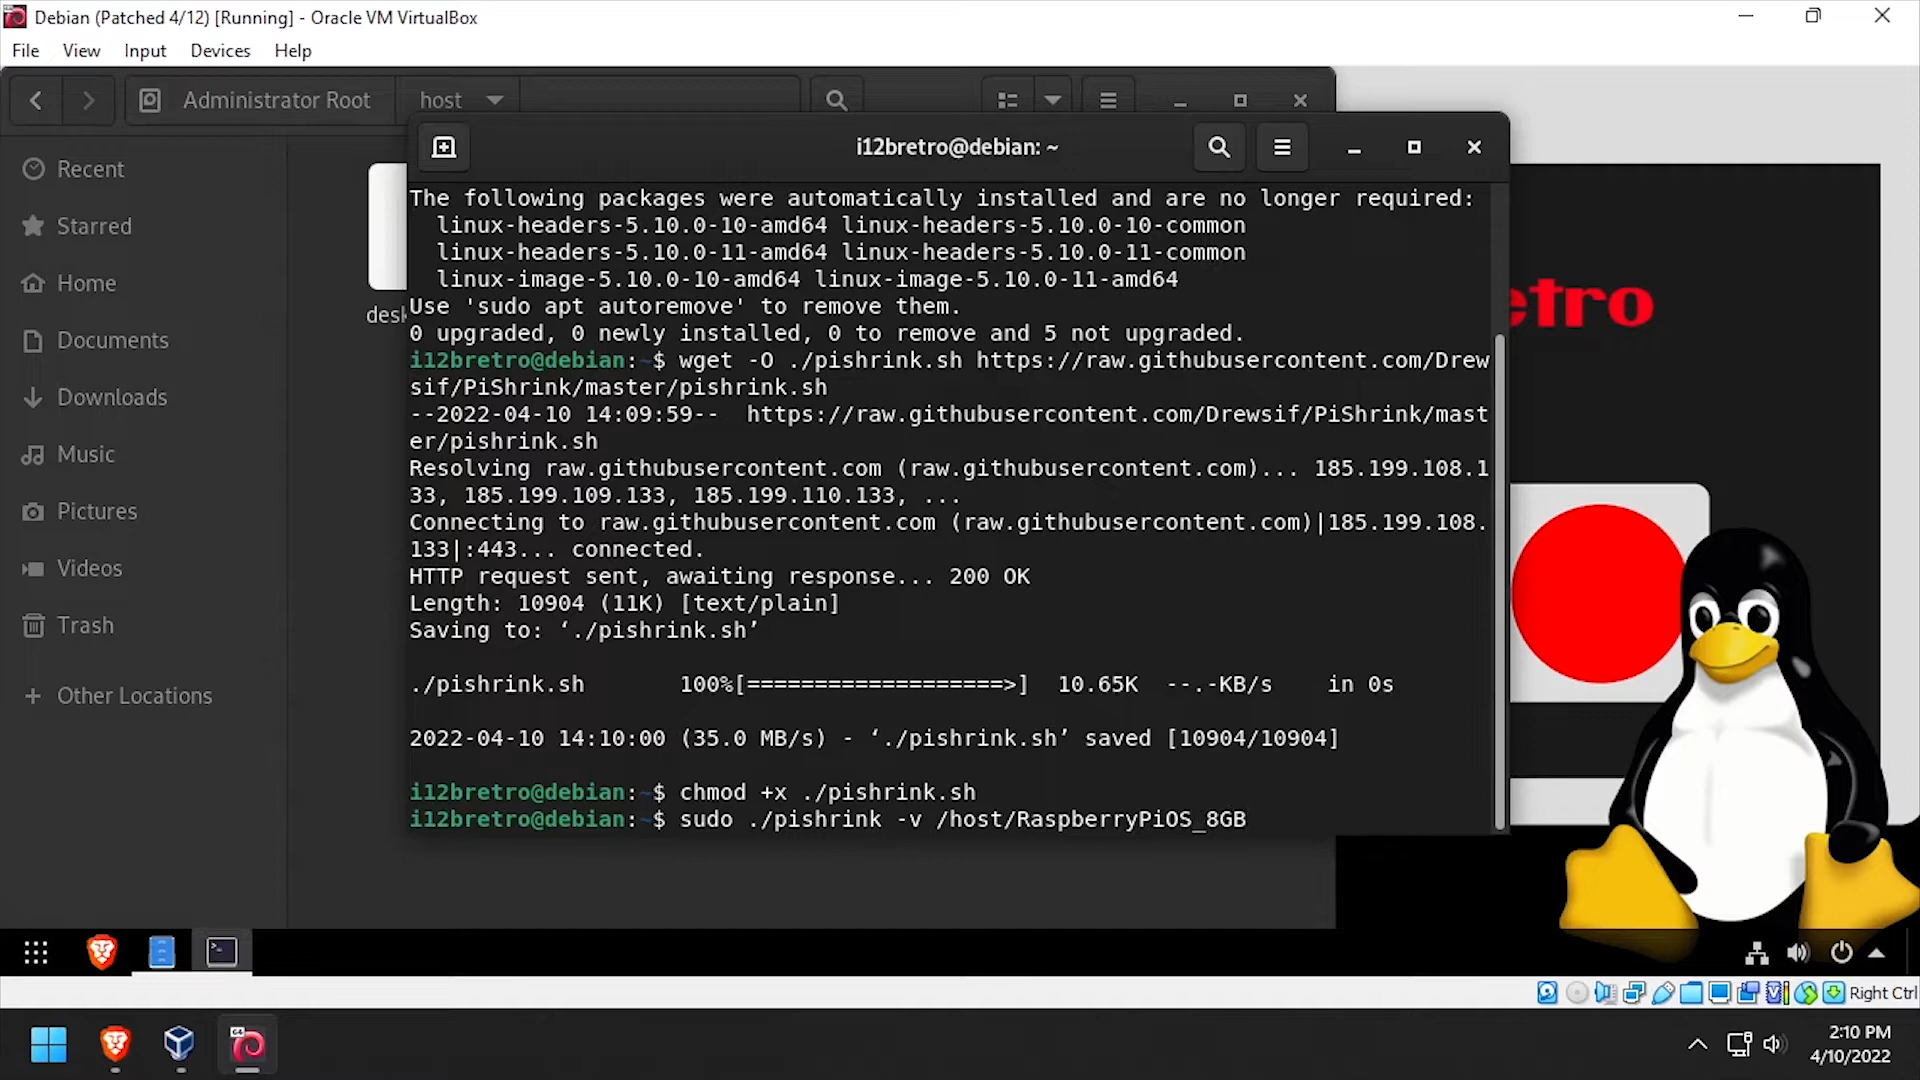 Debian (Patched 4/12) [Running] - Oracle VM VirtualBox
File View Input Devices Help
Administrator Root host
i12bretro@debian: ~
Recent
Starred
Home
Documents
Downloads
Music
Pictures
Videos
Trash
+ Other Locations
desk
The following packages were automatically installed and are no longer required:
linux-headers-5.10.0-10-amd64 linux-headers-5.10.0-10-common
linux-headers-5.10.0-11-amd64 linux-headers-5.10.0-11-common
linux-image-5.10.0-10-amd64 linux-image-5.10.0-11-amd64
Use 'sudo apt autoremove' to remove them.
0 upgraded, 0 newly installed, 0 to remove and 5 not upgraded.
i12bretro@debian:~$ wget -O ./pishrink.sh https://raw.githubusercontent.com/Drew
sif/PiShrink/master/pishrink.sh
--2022-04-10 14:09:59-- https://raw.githubusercontent.com/Drewsif/PiShrink/mast
er/pishrink.sh
Resolving raw.githubusercontent.com (raw.githubusercontent.com)... 185.199.108.1
33, 185.199.109.133, 185.199.110.133, ...
Connecting to raw.githubusercontent.com (raw.githubusercontent.com)|185.199.108.
133|:443... connected.
HTTP request sent, awaiting response... 200 OK
Length: 10904 (11K) [text/plain]
Saving to: ‘./pishrink.sh’
./pishrink.sh 100%[===================>] 10.65K --.-KB/s in 0s
2022-04-10 14:10:00 (35.0 MB/s) - ‘./pishrink.sh’ saved [10904/10904]
i12bretro@debian:~$ chmod +x ./pishrink.sh
i12bretro@debian:~$ sudo ./pishrink -v /host/RaspberryPiOS_8GB
etro
Right Ctrl
64
2:10 PM
4/10/2022